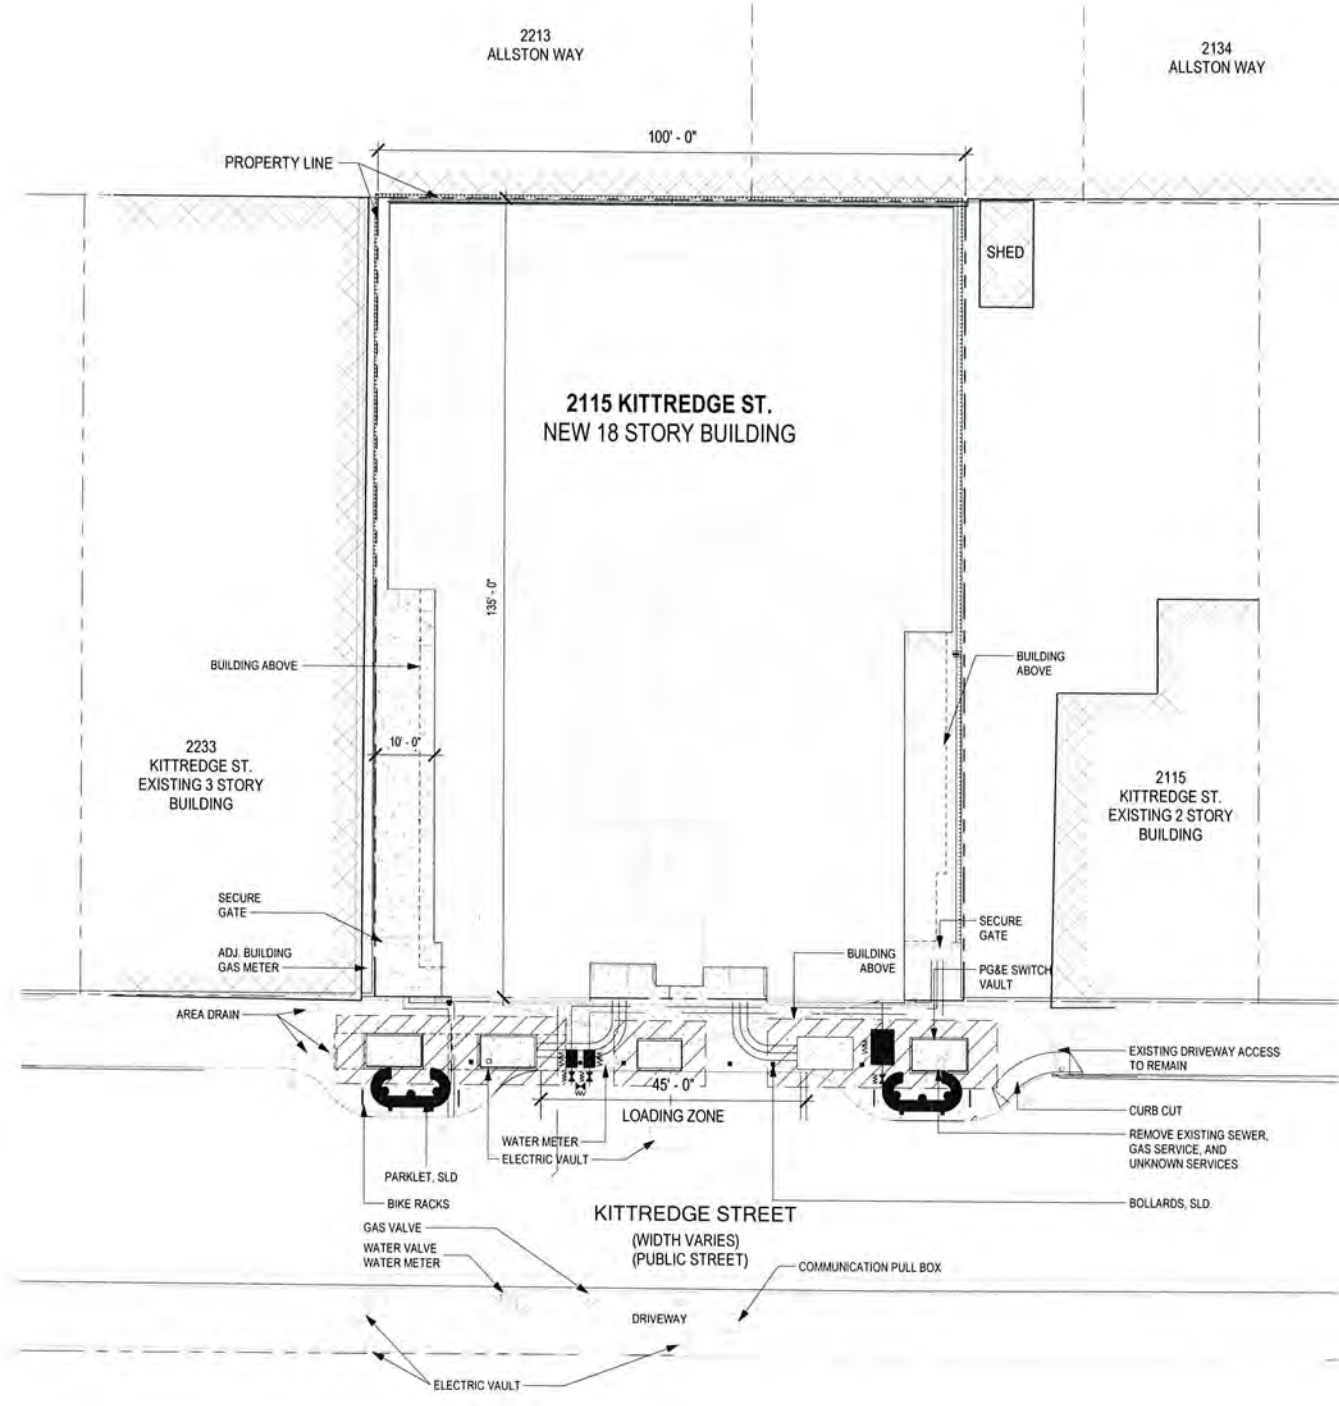 2213
ALLSTON WAY
2134
ALLSTON WAY
100' - 0"
PROPERTY LINE
SHED
2115 KITTREDGE ST.
NEW 18 STORY BUILDING
135' - 0"
BUILDING ABOVE
BUILDING
ABOVE
10' - 0"
2233
KITTREDGE ST.
EXISTING 3 STORY
BUILDING
2115
KITTREDGE ST.
EXISTING 2 STORY
BUILDING
SECURE
GATE
SECURE
GATE
ADJ. BUILDING
GAS METER
BUILDING
ABOVE
PG&E SWITCH
VAULT
AREA DRAIN
EXISTING DRIVEWAY ACCESS
TO REMAIN
45' - 0"
LOADING ZONE
CURB CUT
WATER METER
ELECTRIC VAULT
REMOVE EXISTING SEWER,
GAS SERVICE, AND
UNKNOWN SERVICES
PARKLET, SLD
BIKE RACKS
BOLLARDS, SLD
KITTREDGE STREET
(WIDTH VARIES)
(PUBLIC STREET)
GAS VALVE
WATER VALVE
WATER METER
COMMUNICATION PULL BOX
DRIVEWAY
ELECTRIC VAULT